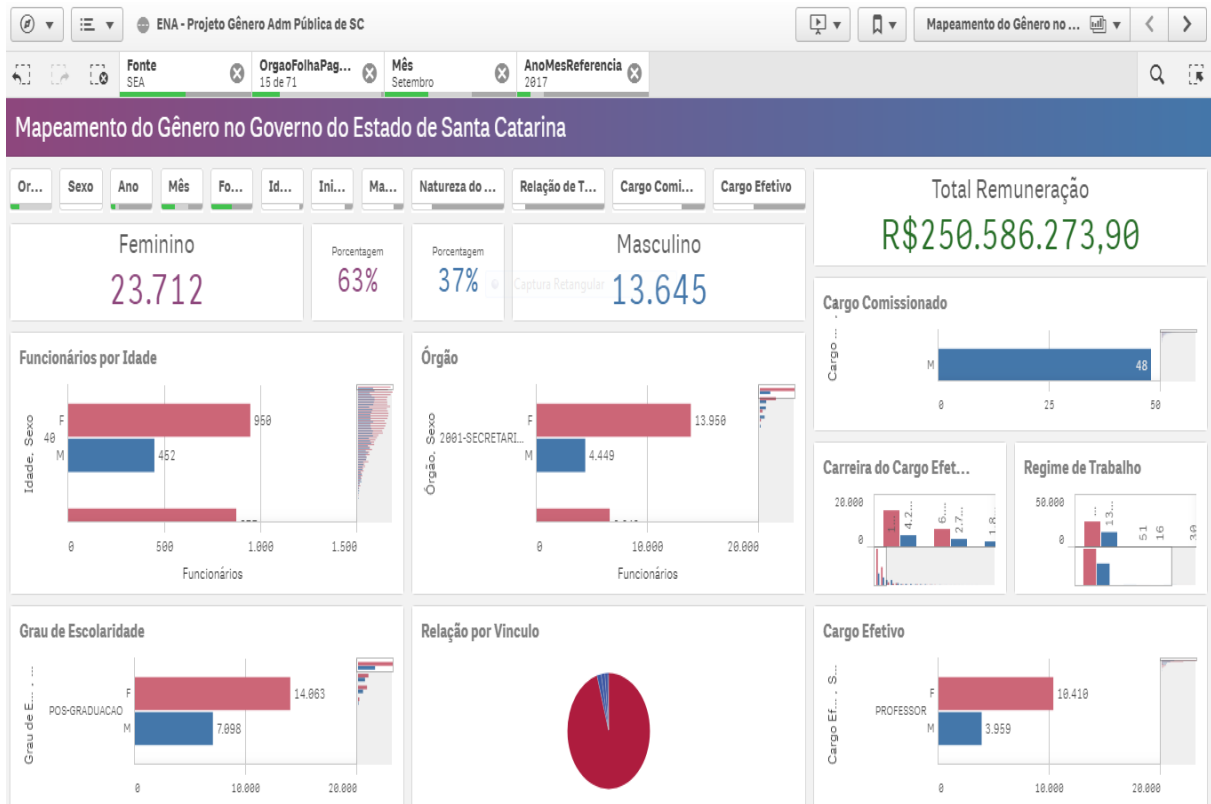 ENA - Projeto Gênero Adm Pública de SC
Mapeamento do Gênero no ...
Fonte
SEA
OrgaoFolhaPag...
15 de 71
Mês
Setembro
AnoMesReferencia
2017
Mapeamento do Gênero no Governo do Estado de Santa Catarina
Or...
Sexo
Ano
Mês
Fo...
Id...
Ini...
Ma...
Natureza do ...
Relação de T...
Cargo Comi...
Cargo Efetivo
Feminino
23.712
Porcentagem
63%
Porcentagem
37%
Captura Retangular
Masculino
13.645
Total Remuneração
R$250.586.273,90
Cargo Comissionado
Cargo ...
M
48
0
25
50
Funcionários por Idade
Idade, Sexo
40
F
950
M
452
0
500
1.000
1.500
Funcionários
Órgão
Órgão, Sexo
2001-SECRETARI...
F
13.950
M
4.449
0
10.000
20.000
Funcionários
Carreira do Cargo Efet...
20.000
0
1...
4.2...
6...
2.7...
1.8
Regime de Trabalho
50.000
0
...
13...
51
16
30
Grau de Escolaridade
Grau de E... , ...
POS-GRADUACAO
F
14.063
M
7.098
0
10.000
20.000
Relação por Vinculo
Cargo Efetivo
Cargo Ef... , S...
PROFESSOR
F
10.410
M
3.959
0
10.000
20.000